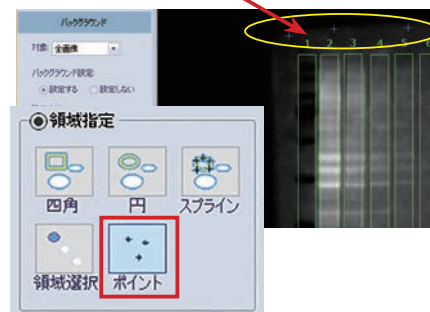 バックグラウンド
対象: 全画像
バックグラウンド設定
設定する 設定しない
領域指定
四角 円 スプライン
領域選択 ポイント
1 2 3 4 5 6